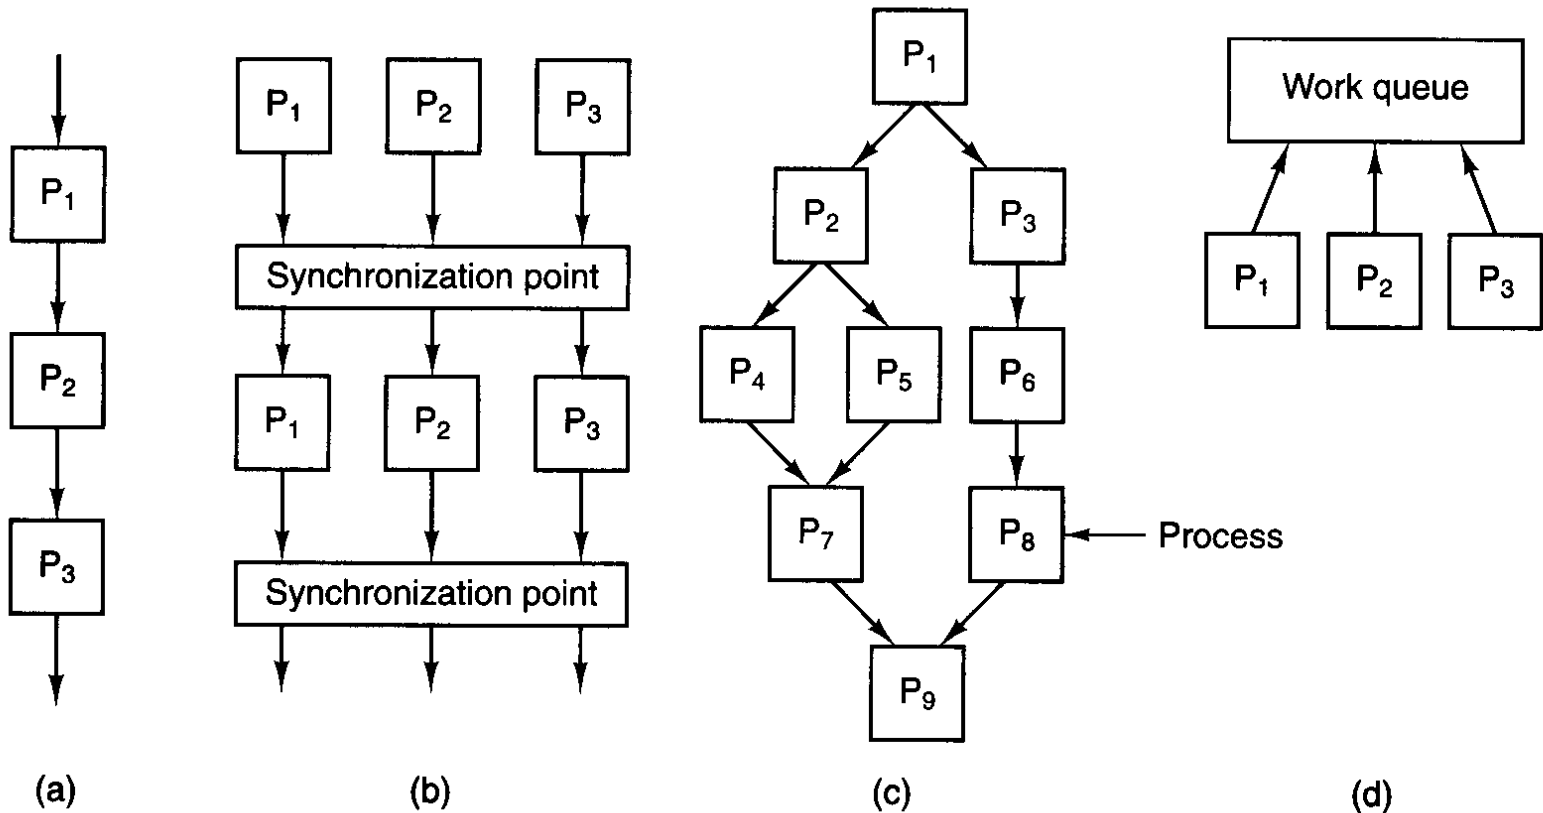 P₁
P₂
P₃
(a)
P₁ P₂ P₃
Synchronization point
P₁ P₂ P₃
Synchronization point
(b)
P₁
P₂ P₃
P₄ P₅ P₆
P₇ P₈ Process
P₉
(c)
Work queue
P₁ P₂ P₃
(d)